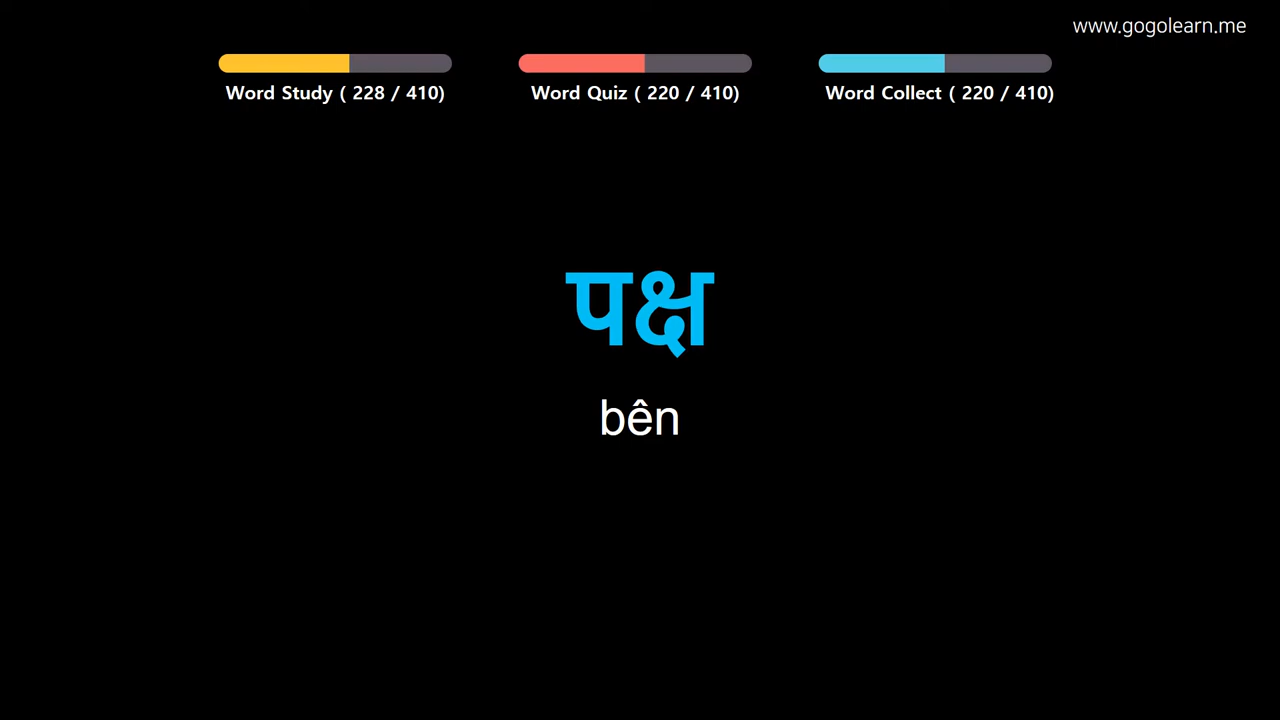 www.gogolearn.me
Word Study ( 228 / 410)
Word Quiz ( 220 / 410)
Word Collect ( 220 / 410)
पक्ष
bên